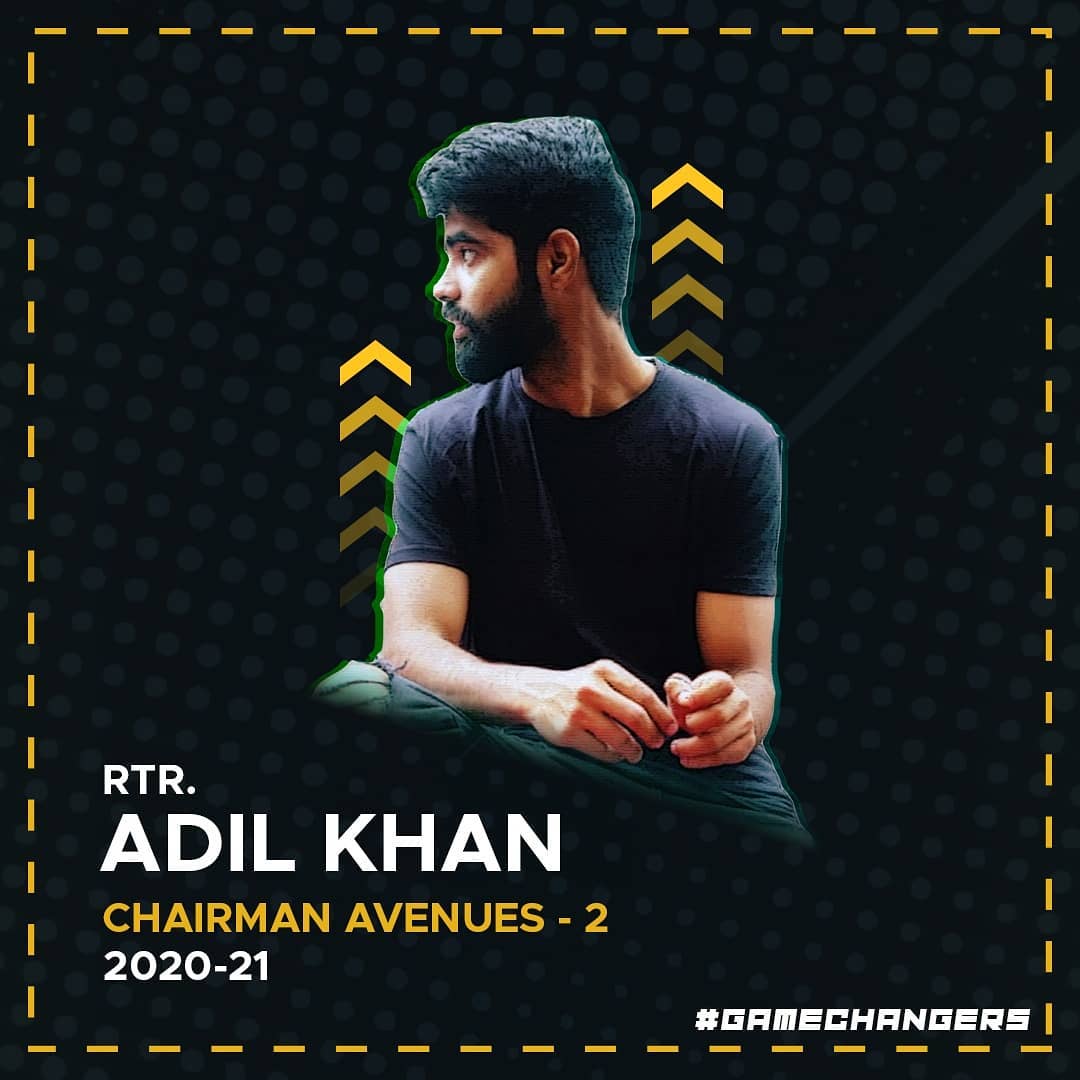 RTR.
ADIL KHAN
CHAIRMAN AVENUES - 2
2020-21
#GAMECHANGERS